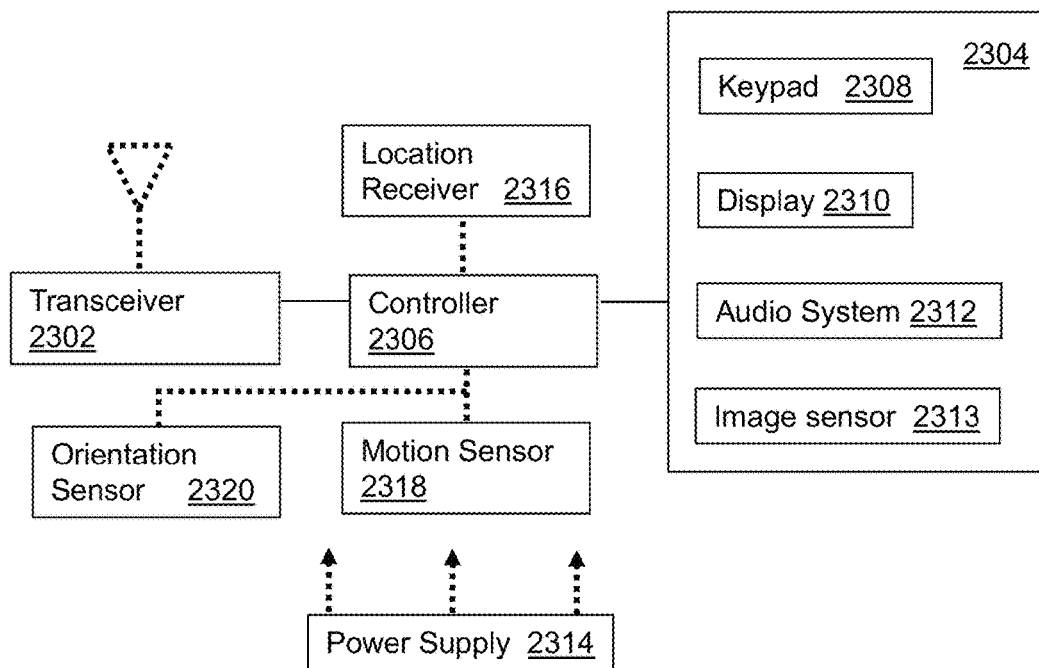 2304
Keypad 2308
Location
Receiver 2316
Display 2310
Transceiver
2302
Controller
2306
Audio System 2312
Image sensor 2313
Orientation
Sensor 2320
Motion Sensor
2318
Power Supply 2314